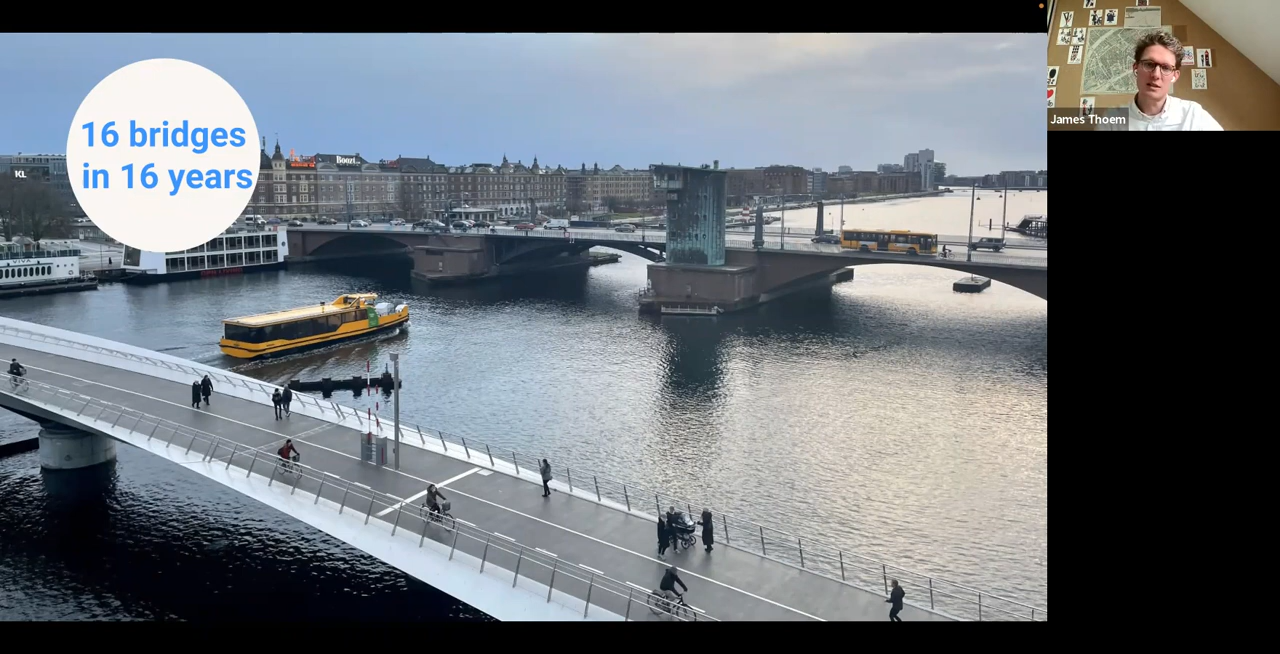 16 bridges
in 16 years
Boozt
KL
VIVA
James Thoem